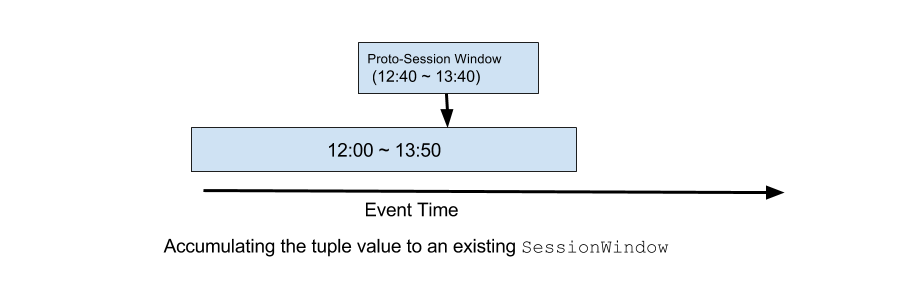 Proto-Session Window
(12:40 ~ 13:40)
12:00 ~ 13:50
Event Time
Accumulating the tuple value to an existing SessionWindow